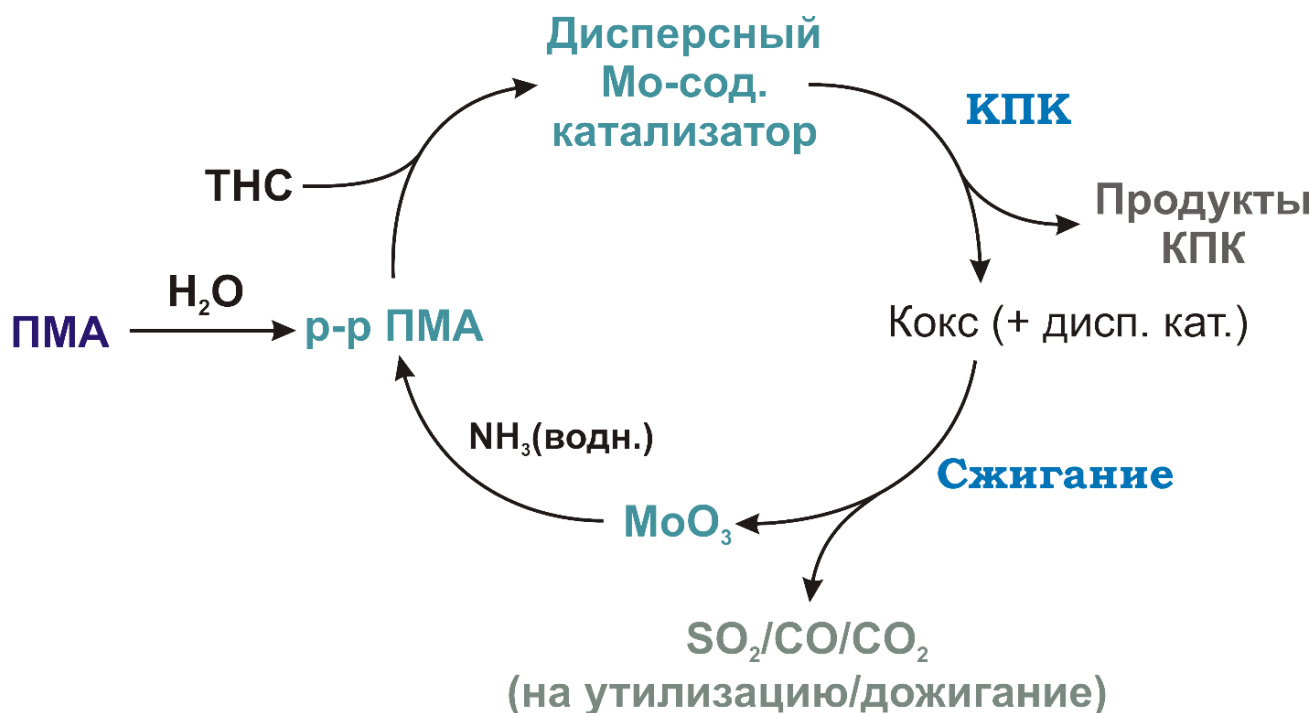 Дисперсный
Мо-сод.
катализатор
КПК
ТНС
Продукты
КПК
H₂O
ПМА
р-р ПМА
Кокс (+ дисп. кат.)
NH₃(водн.)
Сжигание
MoO₃
SO₂/CO/CO₂
(на утилизацию/дожигание)